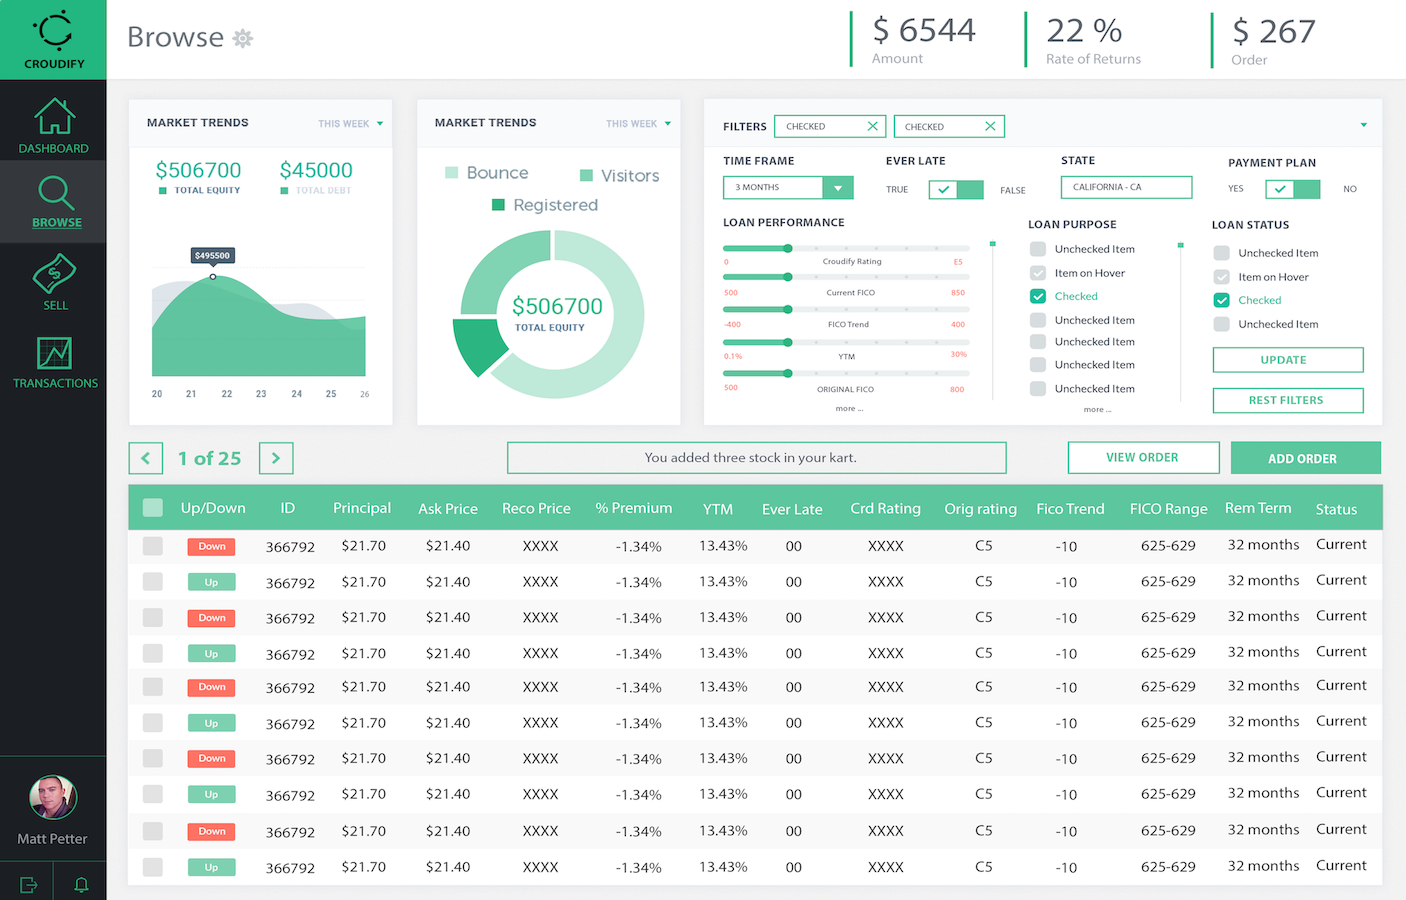 CROUDIFY
Browse
$ 6544
Amount
22 %
Rate of Returns
$ 267
Order
DASHBOARD
BROWSE
SELL
TRANSACTIONS
Matt Petter
MARKET TRENDS THIS WEEK
$506700 $45000
TOTAL EQUITY TOTAL DEBT
$495500
20 21 22 23 24 25 26
MARKET TRENDS THIS WEEK
Bounce Visitors
Registered
$506700
TOTAL EQUITY
FILTERS CHECKED CHECKED
TIME FRAME
3 MONTHS
EVER LATE
TRUE FALSE
STATE
CALIFORNIA - CA
PAYMENT PLAN
YES NO
LOAN PERFORMANCE
0 Croudify Rating E5
500 Current FICO 850
-400 FICO Trend 400
0.1% YTM 30%
500 ORIGINAL FICO 800
more ...
LOAN PURPOSE
Unchecked Item
Item on Hover
Checked
Unchecked Item
Unchecked Item
Unchecked Item
Unchecked Item
more ...
LOAN STATUS
Unchecked Item
Item on Hover
Checked
Unchecked Item
UPDATE
REST FILTERS
1 of 25
You added three stock in your kart.
VIEW ORDER
ADD ORDER
Up/Down ID Principal Ask Price Reco Price % Premium YTM Ever Late Crd Rating Orig rating Fico Trend FICO Range Rem Term Status
Down 366792 $21.70 $21.40 XXXX -1.34% 13.43% 00 XXXX C5 -10 625-629 32 months Current
Up 366792 $21.70 $21.40 XXXX -1.34% 13.43% 00 XXXX C5 -10 625-629 32 months Current
Down 366792 $21.70 $21.40 XXXX -1.34% 13.43% 00 XXXX C5 -10 625-629 32 months Current
Up 366792 $21.70 $21.40 XXXX -1.34% 13.43% 00 XXXX C5 -10 625-629 32 months Current
Down 366792 $21.70 $21.40 XXXX -1.34% 13.43% 00 XXXX C5 -10 625-629 32 months Current
Up 366792 $21.70 $21.40 XXXX -1.34% 13.43% 00 XXXX C5 -10 625-629 32 months Current
Down 366792 $21.70 $21.40 XXXX -1.34% 13.43% 00 XXXX C5 -10 625-629 32 months Current
Up 366792 $21.70 $21.40 XXXX -1.34% 13.43% 00 XXXX C5 -10 625-629 32 months Current
Down 366792 $21.70 $21.40 XXXX -1.34% 13.43% 00 XXXX C5 -10 625-629 32 months Current
Up 366792 $21.70 $21.40 XXXX -1.34% 13.43% 00 XXXX C5 -10 625-629 32 months Current